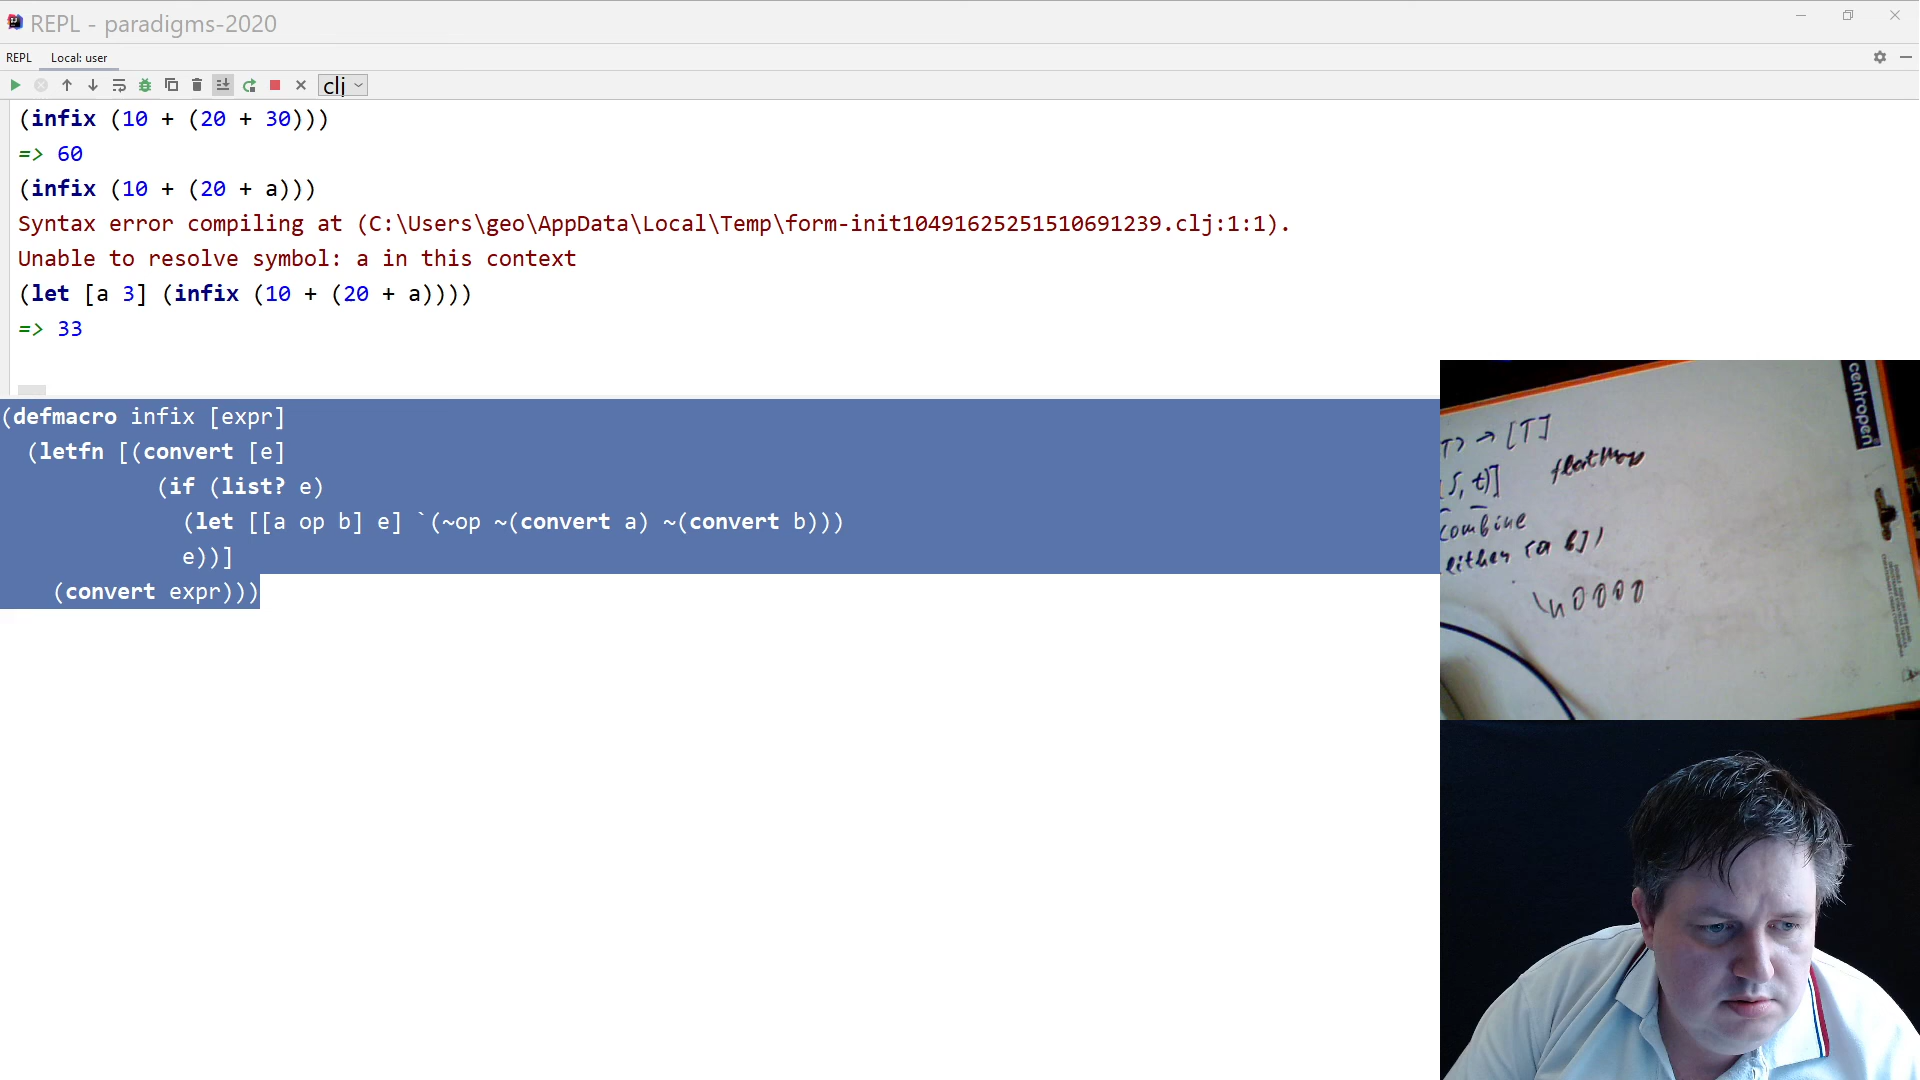 REPL - paradigms-2020
REPL Local: user
clj
(infix (10 + (20 + 30)))
=> 60
(infix (10 + (20 + a)))
Syntax error compiling at (C:\Users\geo\AppData\Local\Temp\form-init10491625251510691239.clj:1:1).
Unable to resolve symbol: a in this context
(let [a 3] (infix (10 + (20 + a))))
=> 33
(defmacro infix [expr]
(letfn [(convert [e]
(if (list? e)
(let [[a op b] e] `(~op ~(convert a) ~(convert b)))
e))]
(convert expr)))
centropen
T) → [T]
flatMap
S, t)]
combine
either [a b])
\u0000